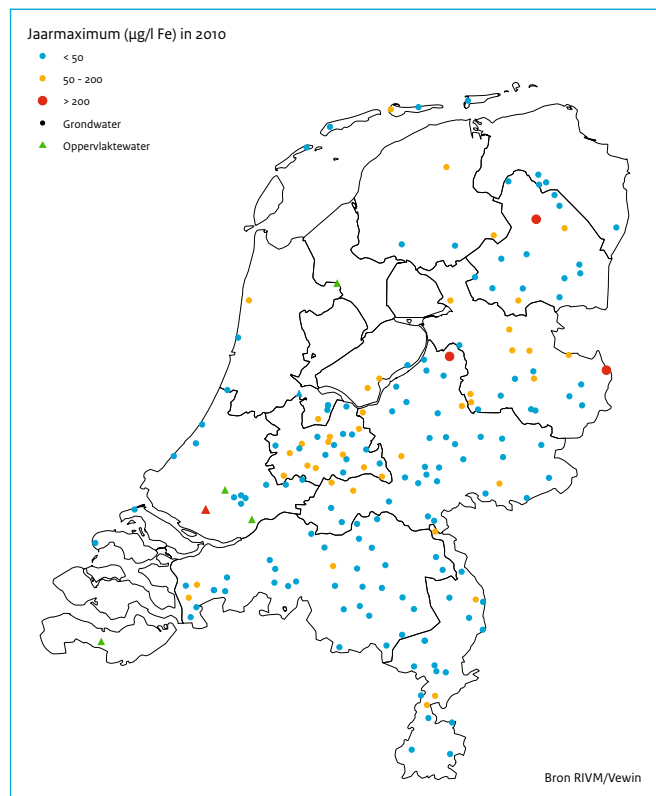 Jaarmaximum (µg/l Fe) in 2010
< 50
50 - 200
> 200
Grondwater
Oppervlaktewater
Bron RIVM/Vewin